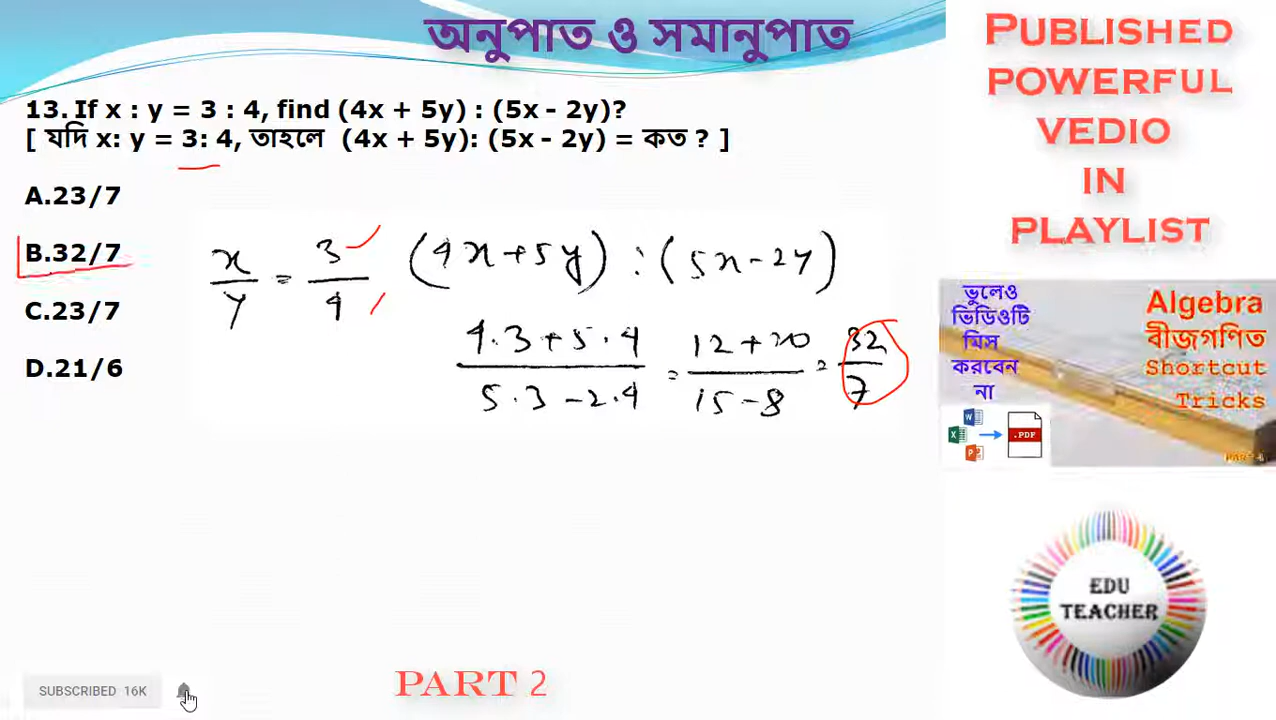 অনুপাত ও সমানুপাত
13. If x : y = 3 : 4, find (4x + 5y) : (5x - 2y)?
[ যদি x: y = 3: 4, তাহলে (4x + 5y): (5x - 2y) = কত ? ]
A.23/7
B.32/7
C.23/7
D.21/6
x/y = 3/4 (4x+5y) : (5x-2y)
4.3+5.4/5.3-2.4 = 12+20/15-8 = 32/7
PUBLISHED
POWERFUL
VEDIO
IN
PLAYLIST
ভুলেও
ভিডিওটি
মিস
করবেন
না
Algebra
বীজগণিত
Shortcut
Tricks
.PDF
PART 4
EDU
TEACHER
SUBSCRIBED 16K
PART 2